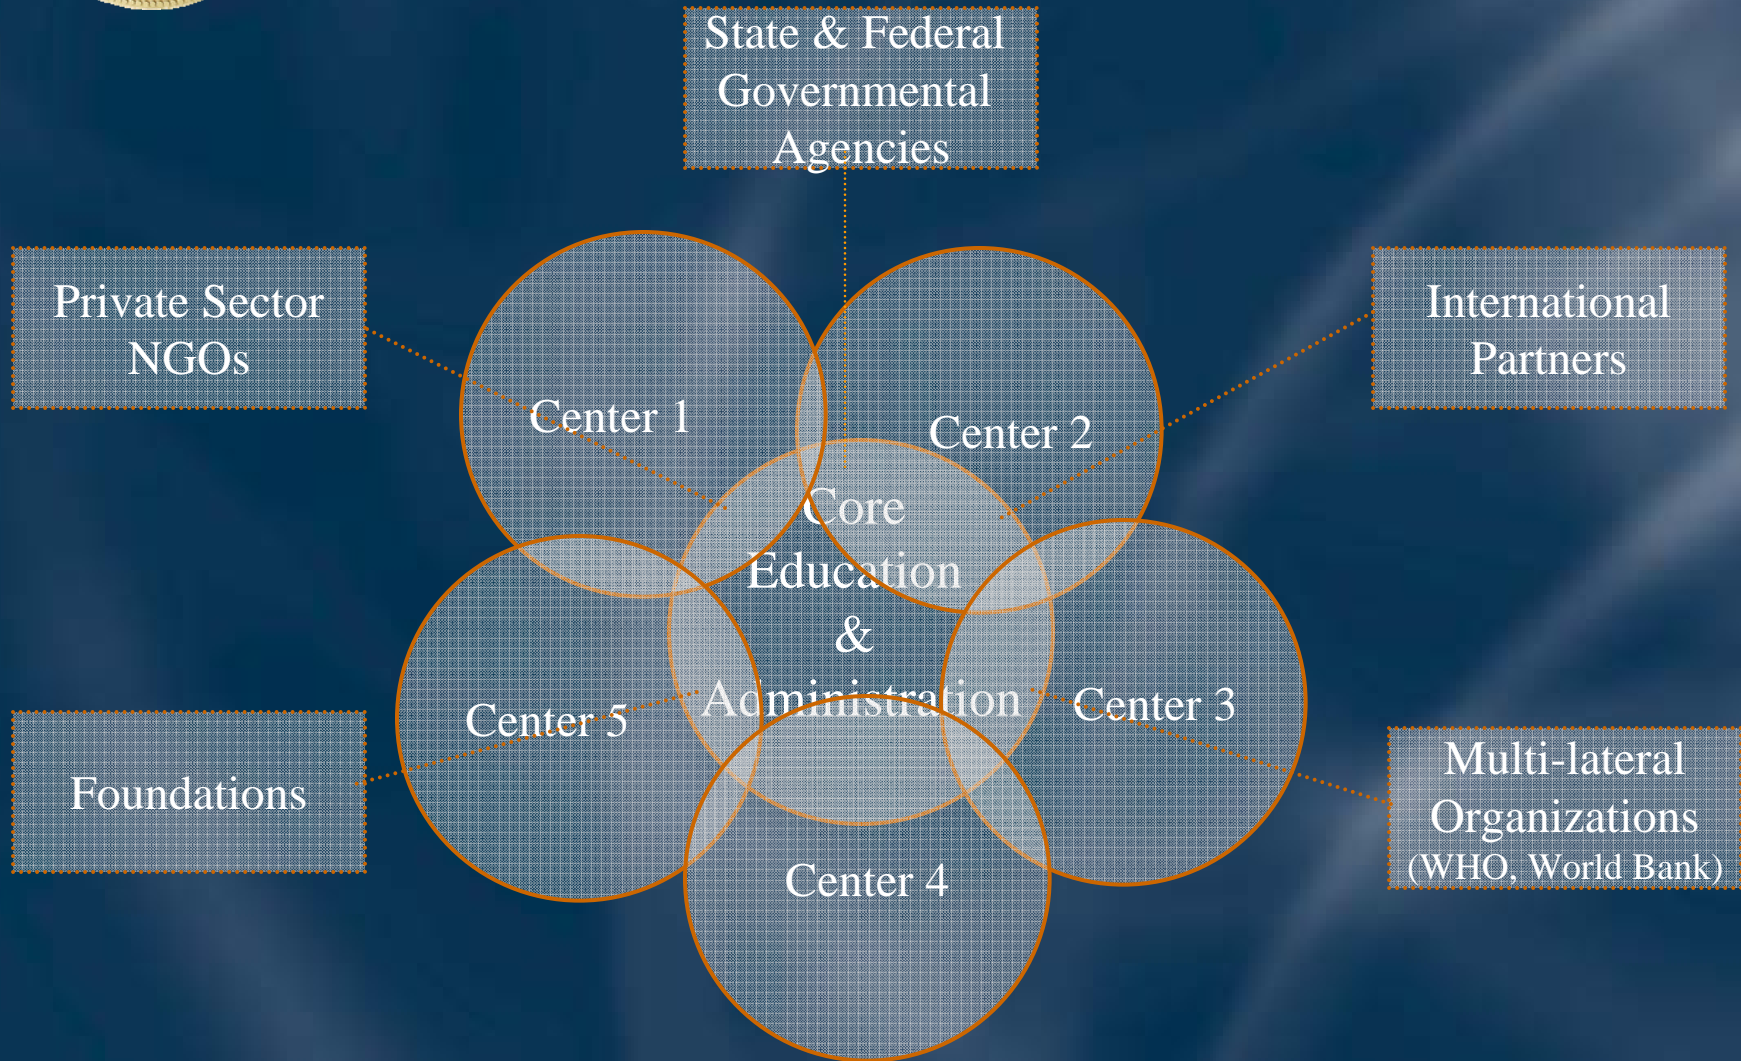 State & Federal
Governmental
Agencies
Private Sector
NGOs
International
Partners
Center 1
Center 2
Core
Education
&
Administration
Center 5
Center 3
Foundations
Multi-lateral
Organizations
(WHO, World Bank)
Center 4